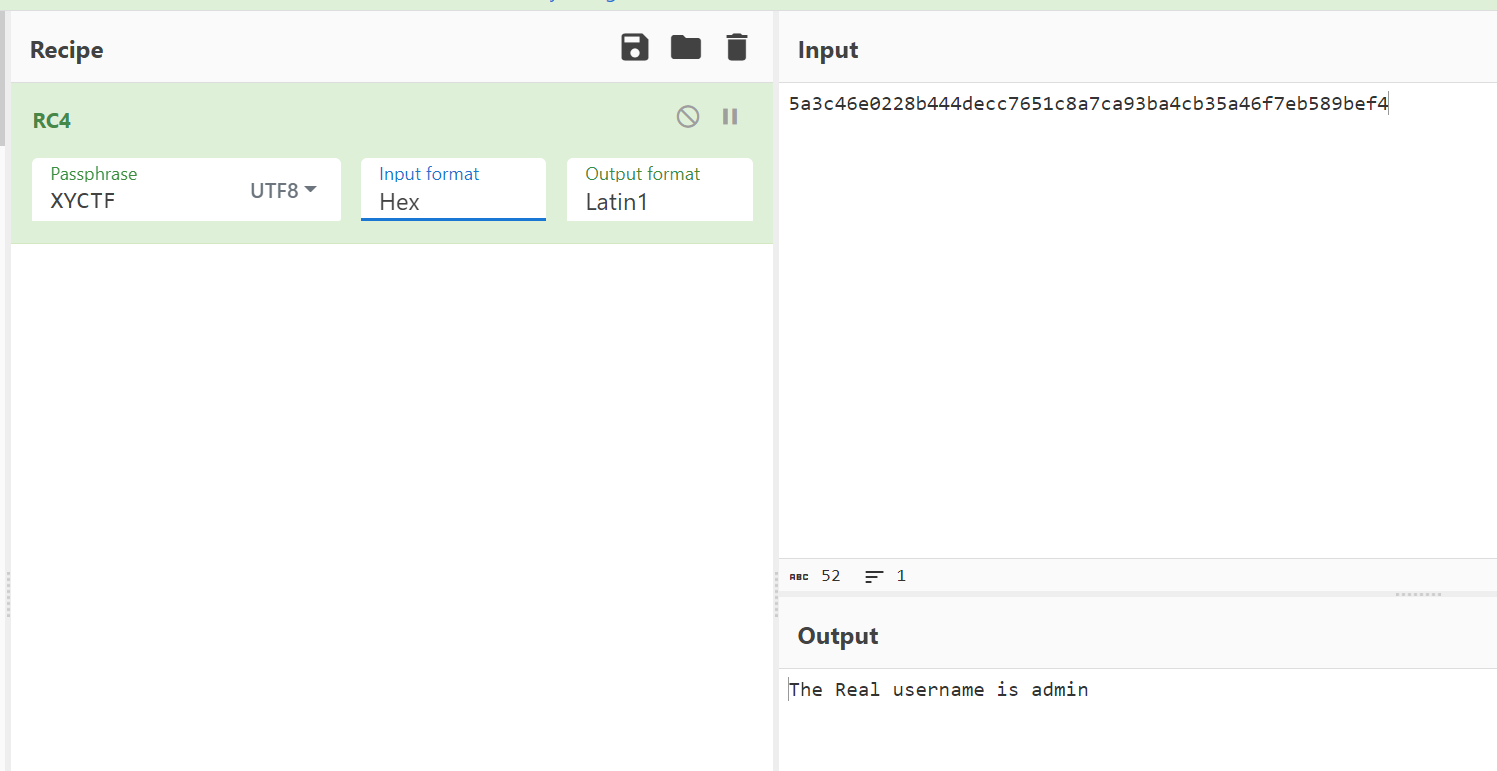 Recipe
RC4
Passphrase
XYCTF
UTF8
Input format
Hex
Output format
Latin1
Input
5a3c46e0228b444decc7651c8a7ca93ba4cb35a46f7eb589bef4
ABC 52 1
Output
The Real username is admin